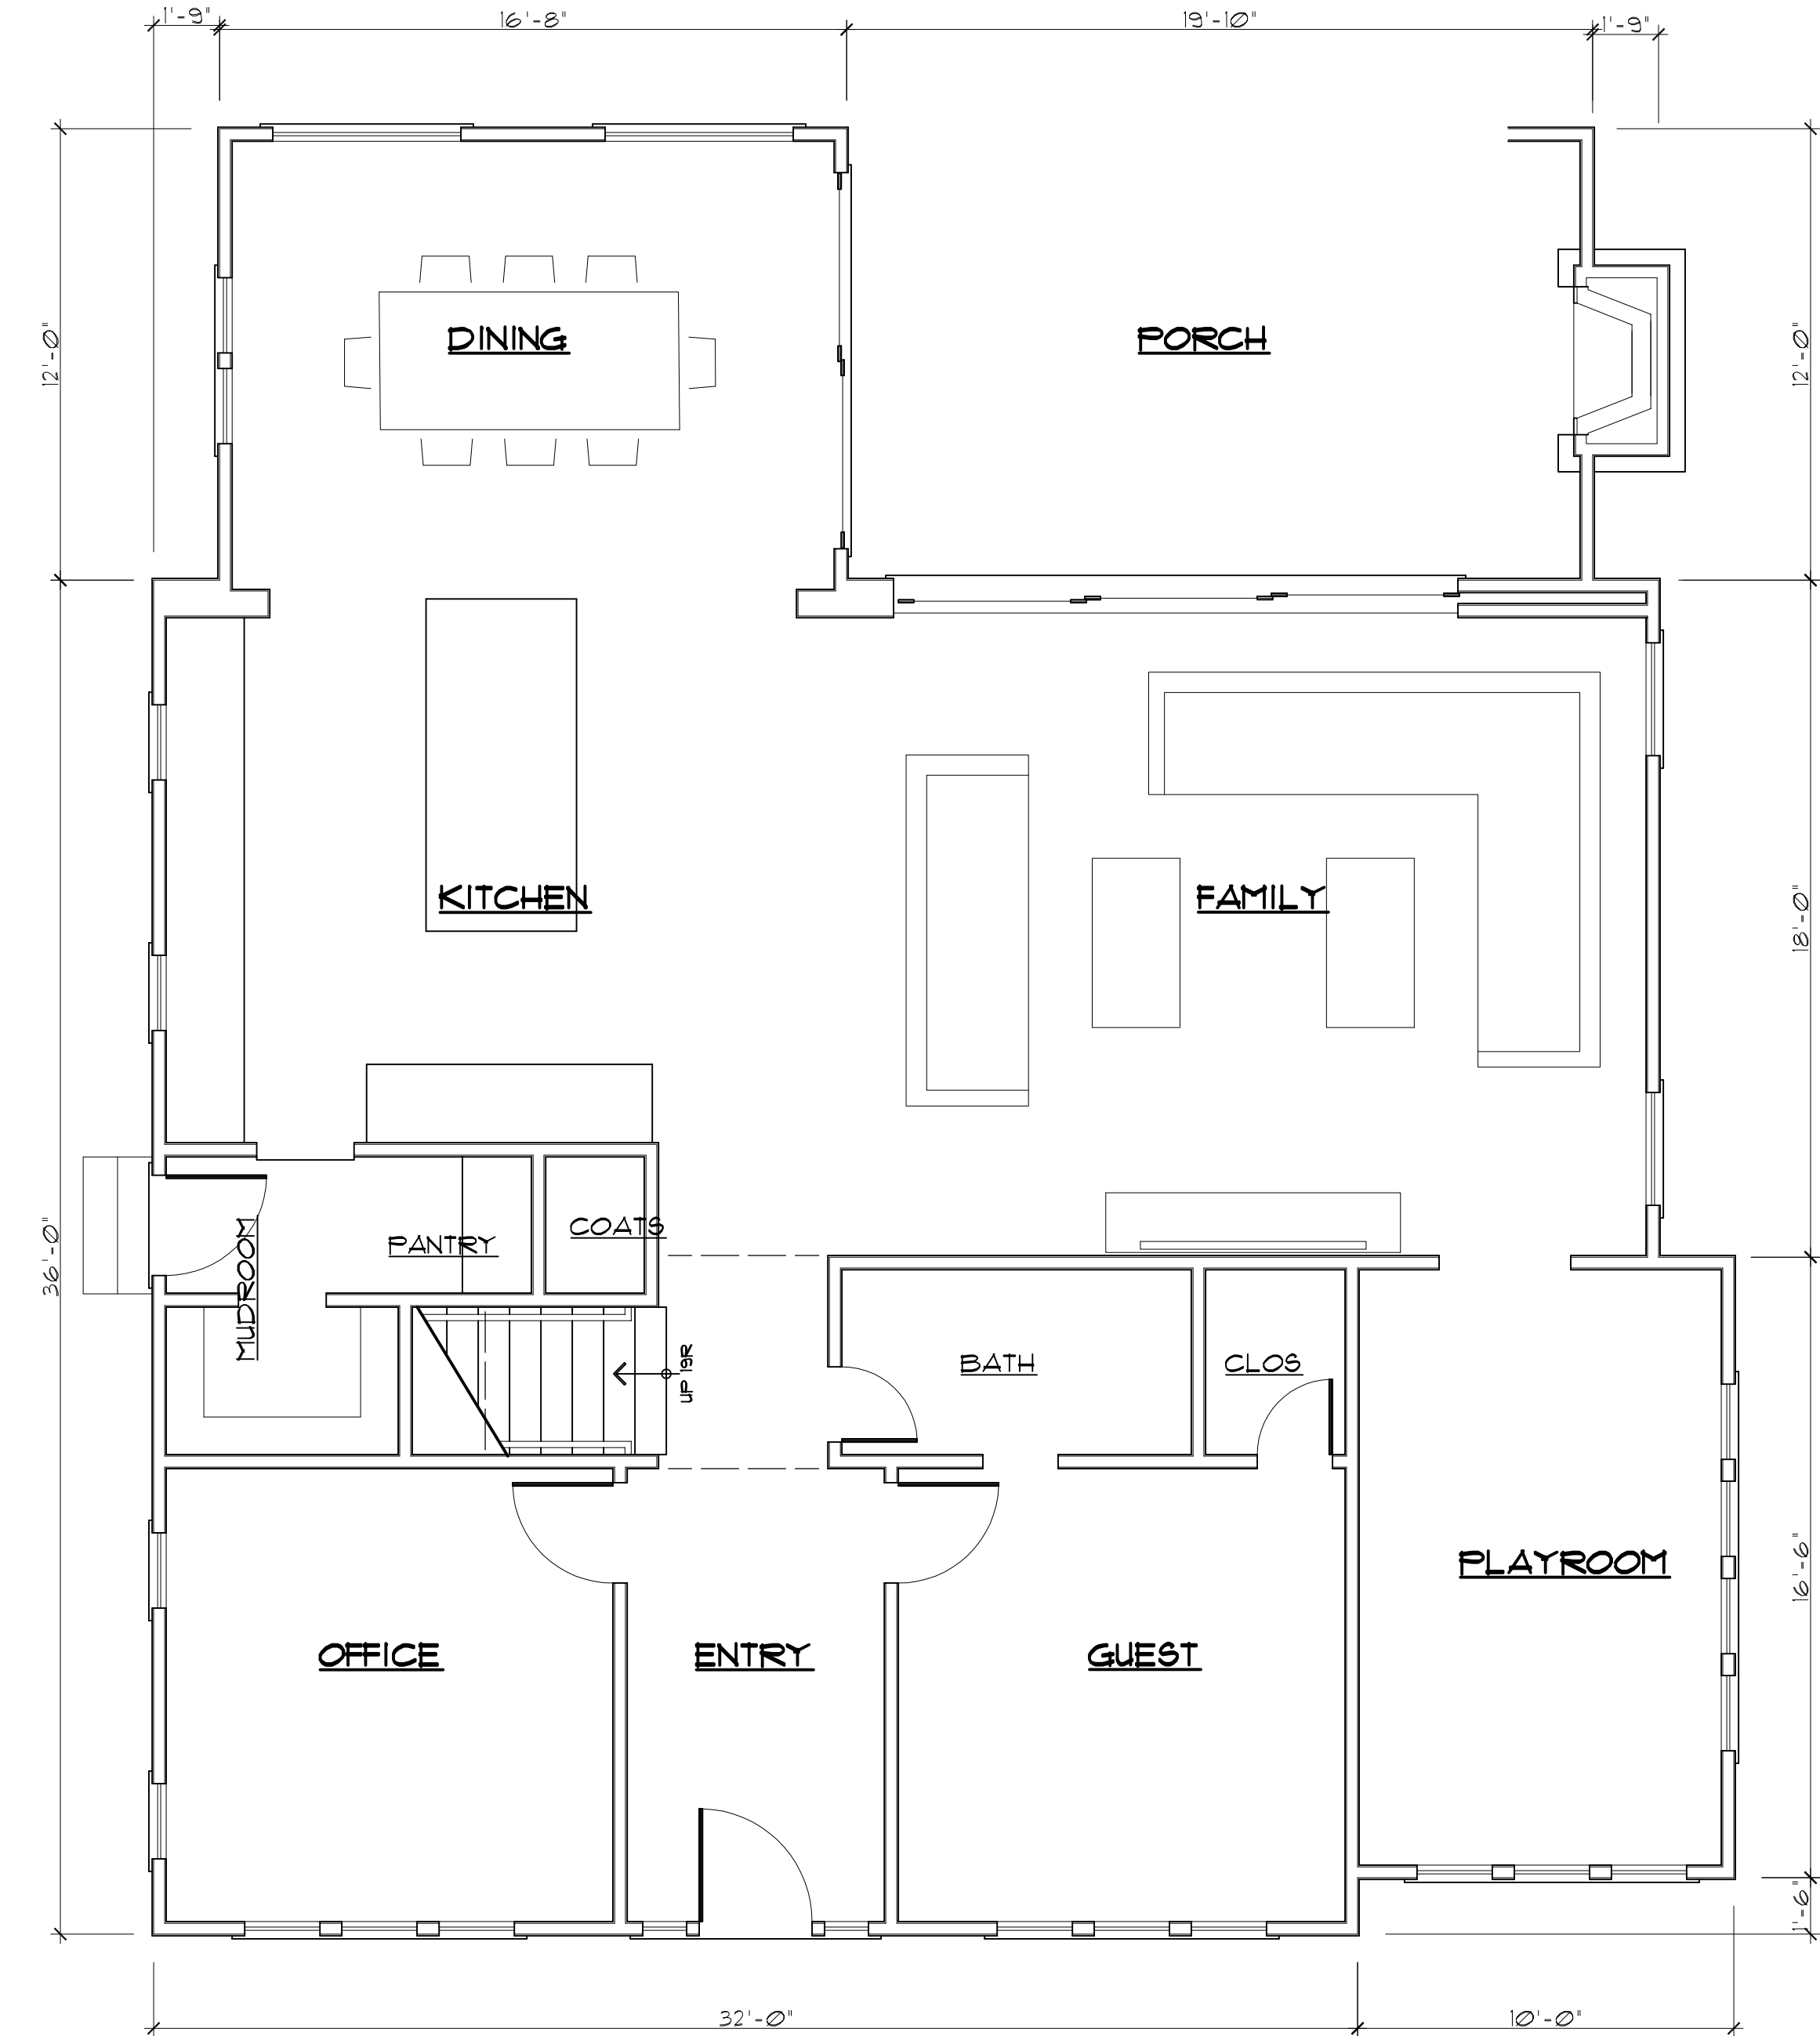 1'-9"
16'-8"
19'-10"
1'-9"
12'-0"
DINING
PORCH
12'-0"
KITCHEN
FAMILY
18'-0"
36'-0"
MUDROOM
PANTRY
COATS
UP 19R
BATH
CLOS
PLAYROOM
16'-6"
OFFICE
ENTRY
GUEST
1'-6"
32'-0"
10'-0"